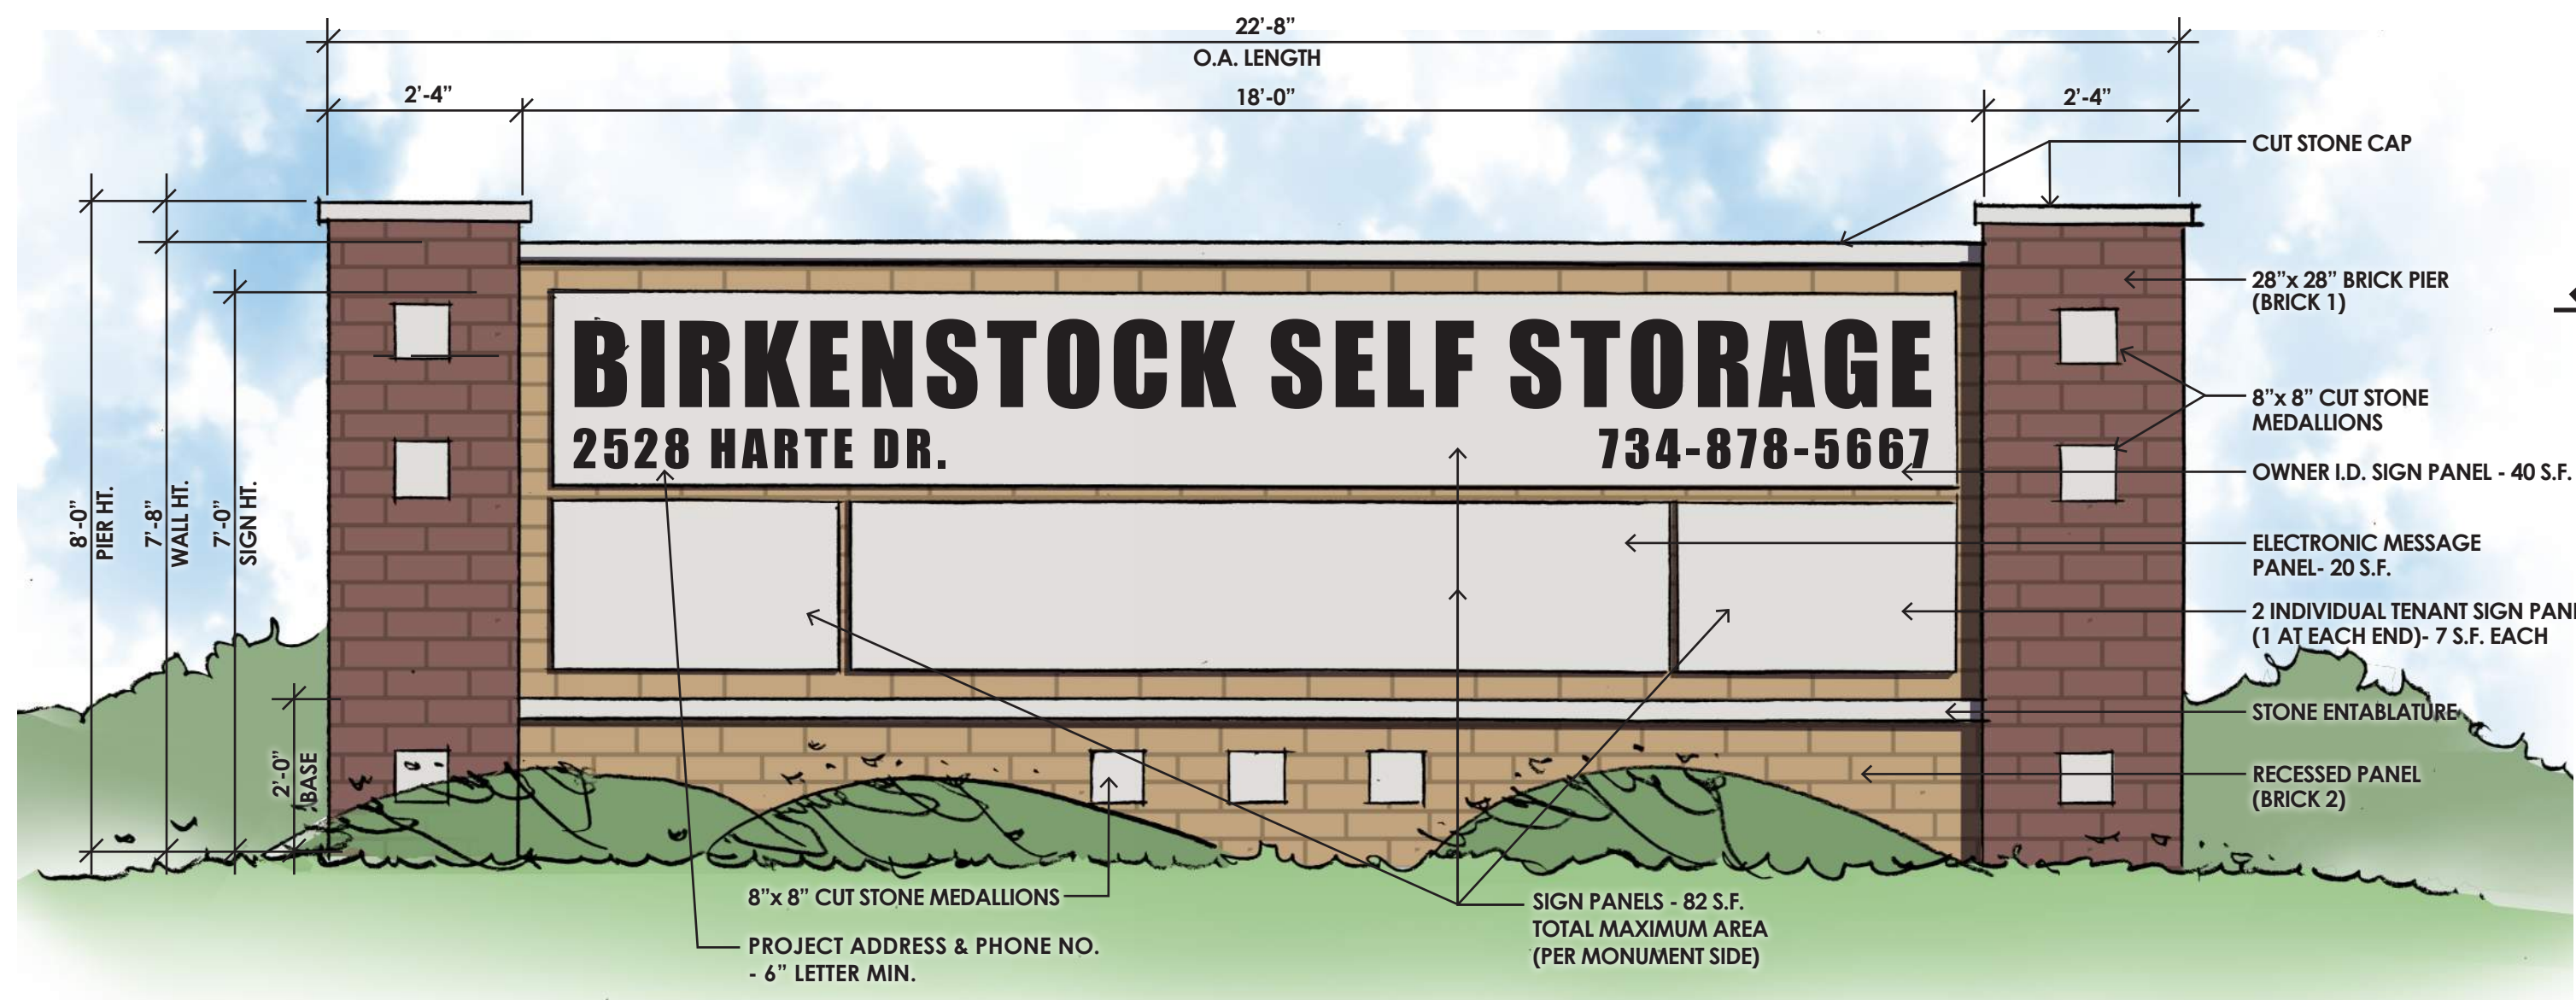 22'-8"
O.A. LENGTH
2'-4"
18'-0"
2'-4"
CUT STONE CAP
28"x 28" BRICK PIER
(BRICK 1)
8"x 8" CUT STONE
MEDALLIONS
OWNER I.D. SIGN PANEL - 40 S.F.
ELECTRONIC MESSAGE
PANEL- 20 S.F.
2 INDIVIDUAL TENANT SIGN
(1 AT EACH END)- 7 S.F. EACH
STONE ENTABLATURE
RECESSED PANEL
(BRICK 2)
BIRKENSTOCK SELF STORAGE
2528 HARTE DR.
734-878-5667
8'-0"
PIER HT.
7'-8"
WALL HT.
7'-0"
SIGN HT.
2'-0"
BASE
8"x 8" CUT STONE MEDALLIONS
PROJECT ADDRESS & PHONE NO.
- 6" LETTER MIN.
SIGN PANELS - 82 S.F.
TOTAL MAXIMUM AREA
(PER MONUMENT SIDE)